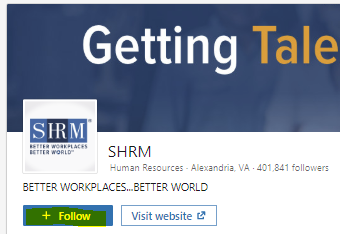 Getting Tale
SHRM®
BETTER WORKPLACES
BETTER WORLD™
SHRM
Human Resources · Alexandria, VA · 401,841 followers
BETTER WORKPLACES...BETTER WORLD
+ Follow
Visit website